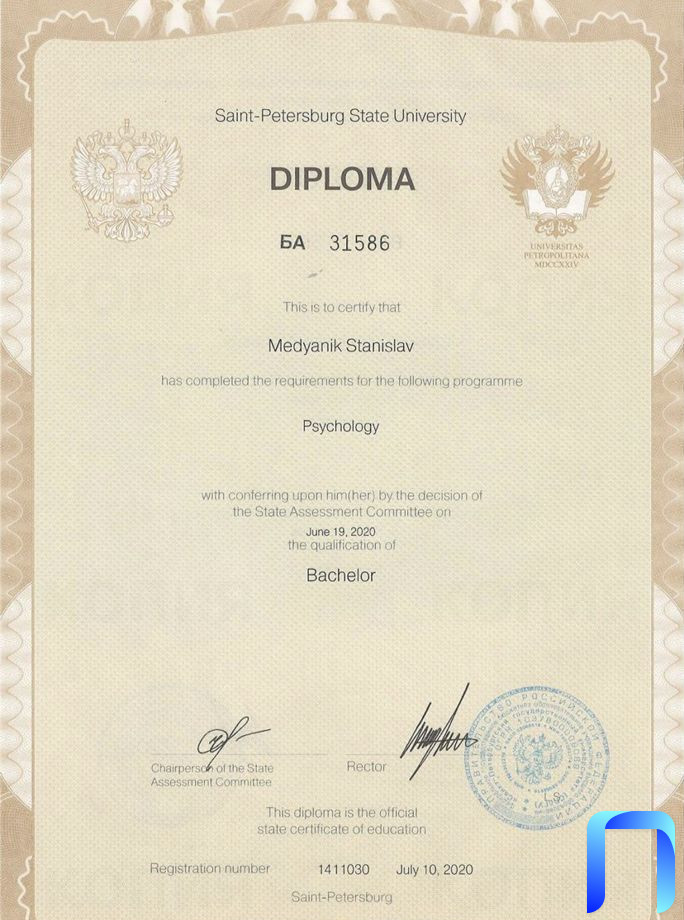 Saint-Petersburg State University
DIPLOMA
БА 31586
UNIVERSITAS
PETROPOLITANA
MDCCXXIV
This is to certify that
Medyanik Stanislav
has completed the requirements for the following programme
Psychology
with conferring upon him(her) by the decision of
the State Assessment Committee on
June 19, 2020
the qualification of
Bachelor
Chairperson of the State
Assessment Committee
Rector
This diploma is the official
state certificate of education
Registration number 1411030 July 10, 2020
Saint-Petersburg